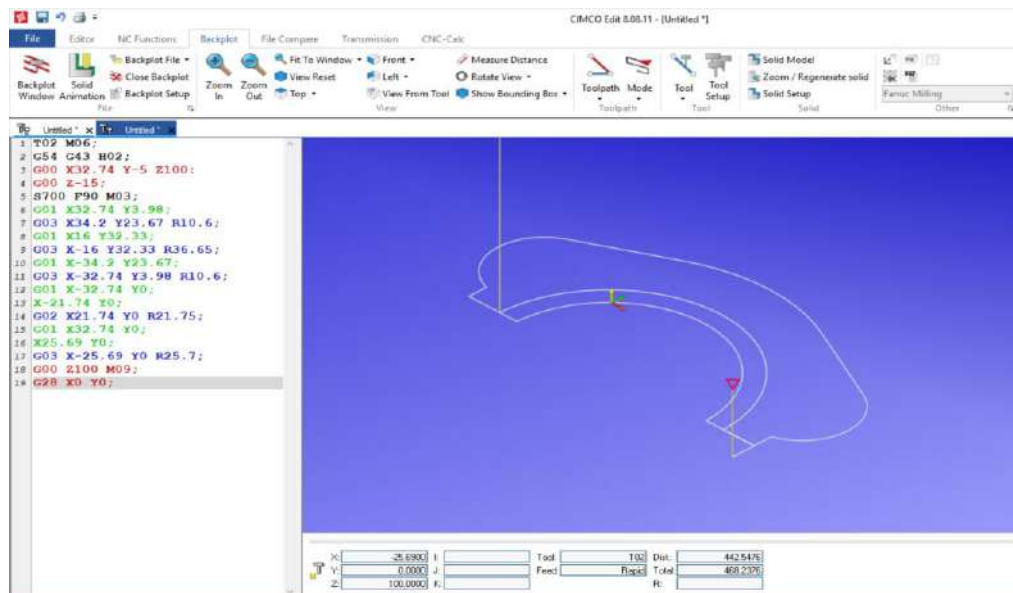 CIMCO Edit 8.08.11 - [Untitled *]
File Editor NC Functions Backplot File Compare Transmission CNC-Calc
Backplot Window
Solid Animation
Backplot File
Close Backplot
Backplot Setup
File
Zoom In
Zoom Out
Fit To Window
View Reset
Top
Front
Left
View From Tool
Measure Distance
Rotate View
Show Bounding Box
View
Toolpath
Mode
Toolpath
Tool
Tool Setup
Tool
Solid Model
Zoom / Regenerate solid
Solid Setup
Solid
Fanuc Milling
Other
Untitled * x Untitled * x
1 T02 M06;
2 G54 G43 H02;
3 G00 X32.74 Y-5 Z100:
4 G00 Z-15;
5 S700 F90 M03;
6 G01 X32.74 Y3.98;
7 G03 X34.2 Y23.67 R10.6;
8 G01 X16 Y32.33;
9 G03 X-16 Y32.33 R36.65;
10 G01 X-34.2 Y23.67;
11 G03 X-32.74 Y3.98 R10.6;
12 G01 X-32.74 Y0;
13 X-21.74 Y0;
14 G02 X21.74 Y0 R21.75;
15 G01 X32.74 Y0;
16 X25.69 Y0;
17 G03 X-25.69 Y0 R25.7;
18 G00 Z100 M09;
19 G28 X0 Y0;
X: -25.6900 I: Tool: T02 Dist.: 442.5476
Y: 0.0000 J: Feed: Rapid Total: 468.2376
Z: 100.0000 K: R: